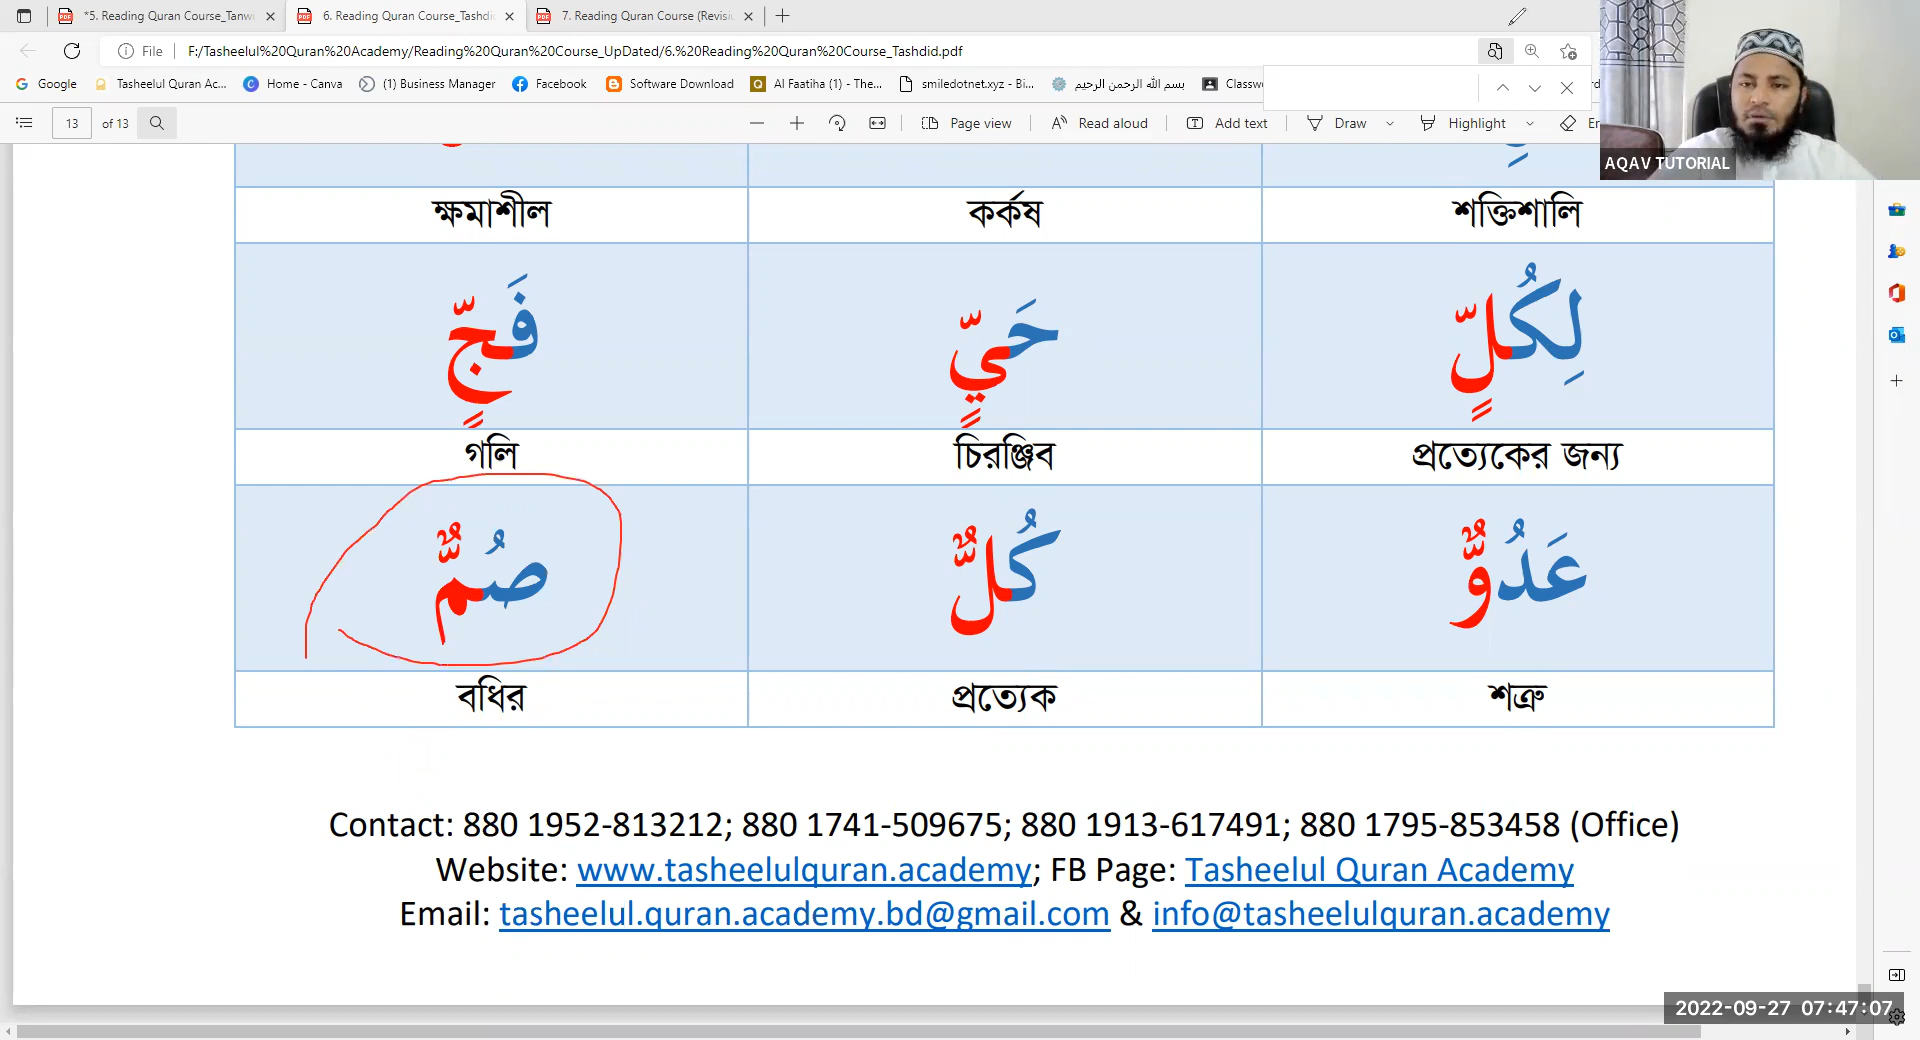 *5. Reading Quran Course_Tanw
6. Reading Quran Course_Tashdi
7. Reading Quran Course (Revisi
File
F:/Tasheelul%20Quran%20Academy/Reading%20Quran%20Course_UpDated/6.%20Reading%20Quran%20Course_Tashdid.pdf
Google
Tasheelul Quran Ac...
Home - Canva
(1) Business Manager
Facebook
Software Download
Al Faatiha (1) - The...
smiledotnet.xyz - Bi...
بسم الله الرحمن الرحيم
Classw
13 of 13
Page view
Read aloud
Add text
Draw
Highlight
Er
AQAV TUTORIAL
ক্ষমাশীল কর্কষ শক্তিশালি
فَجٍّ حَيٍّ لِكُلٍّ
গলি চিরঞ্জিব প্রত্যেকের জন্য
صُمٌّ كُلٌّ عَدُوٌّ
বধির প্রত্যেক শত্রু
Contact: 880 1952-813212; 880 1741-509675; 880 1913-617491; 880 1795-853458 (Office)
Website: www.tasheelulquran.academy; FB Page: Tasheelul Quran Academy
Email: tasheelul.quran.academy.bd@gmail.com & info@tasheelulquran.academy
2022-09-27 07:47:07